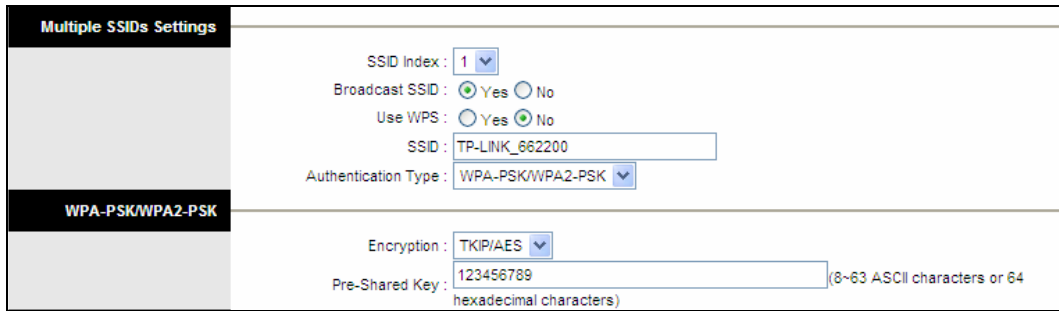 Multiple SSIDs Settings
SSID Index : 1
Broadcast SSID : Yes No
Use WPS : Yes No
SSID : TP-LINK_662200
Authentication Type : WPA-PSK/WPA2-PSK
WPA-PSK/WPA2-PSK
Encryption : TKIP/AES
Pre-Shared Key : 123456789 (8~63 ASCII characters or 64
hexadecimal characters)